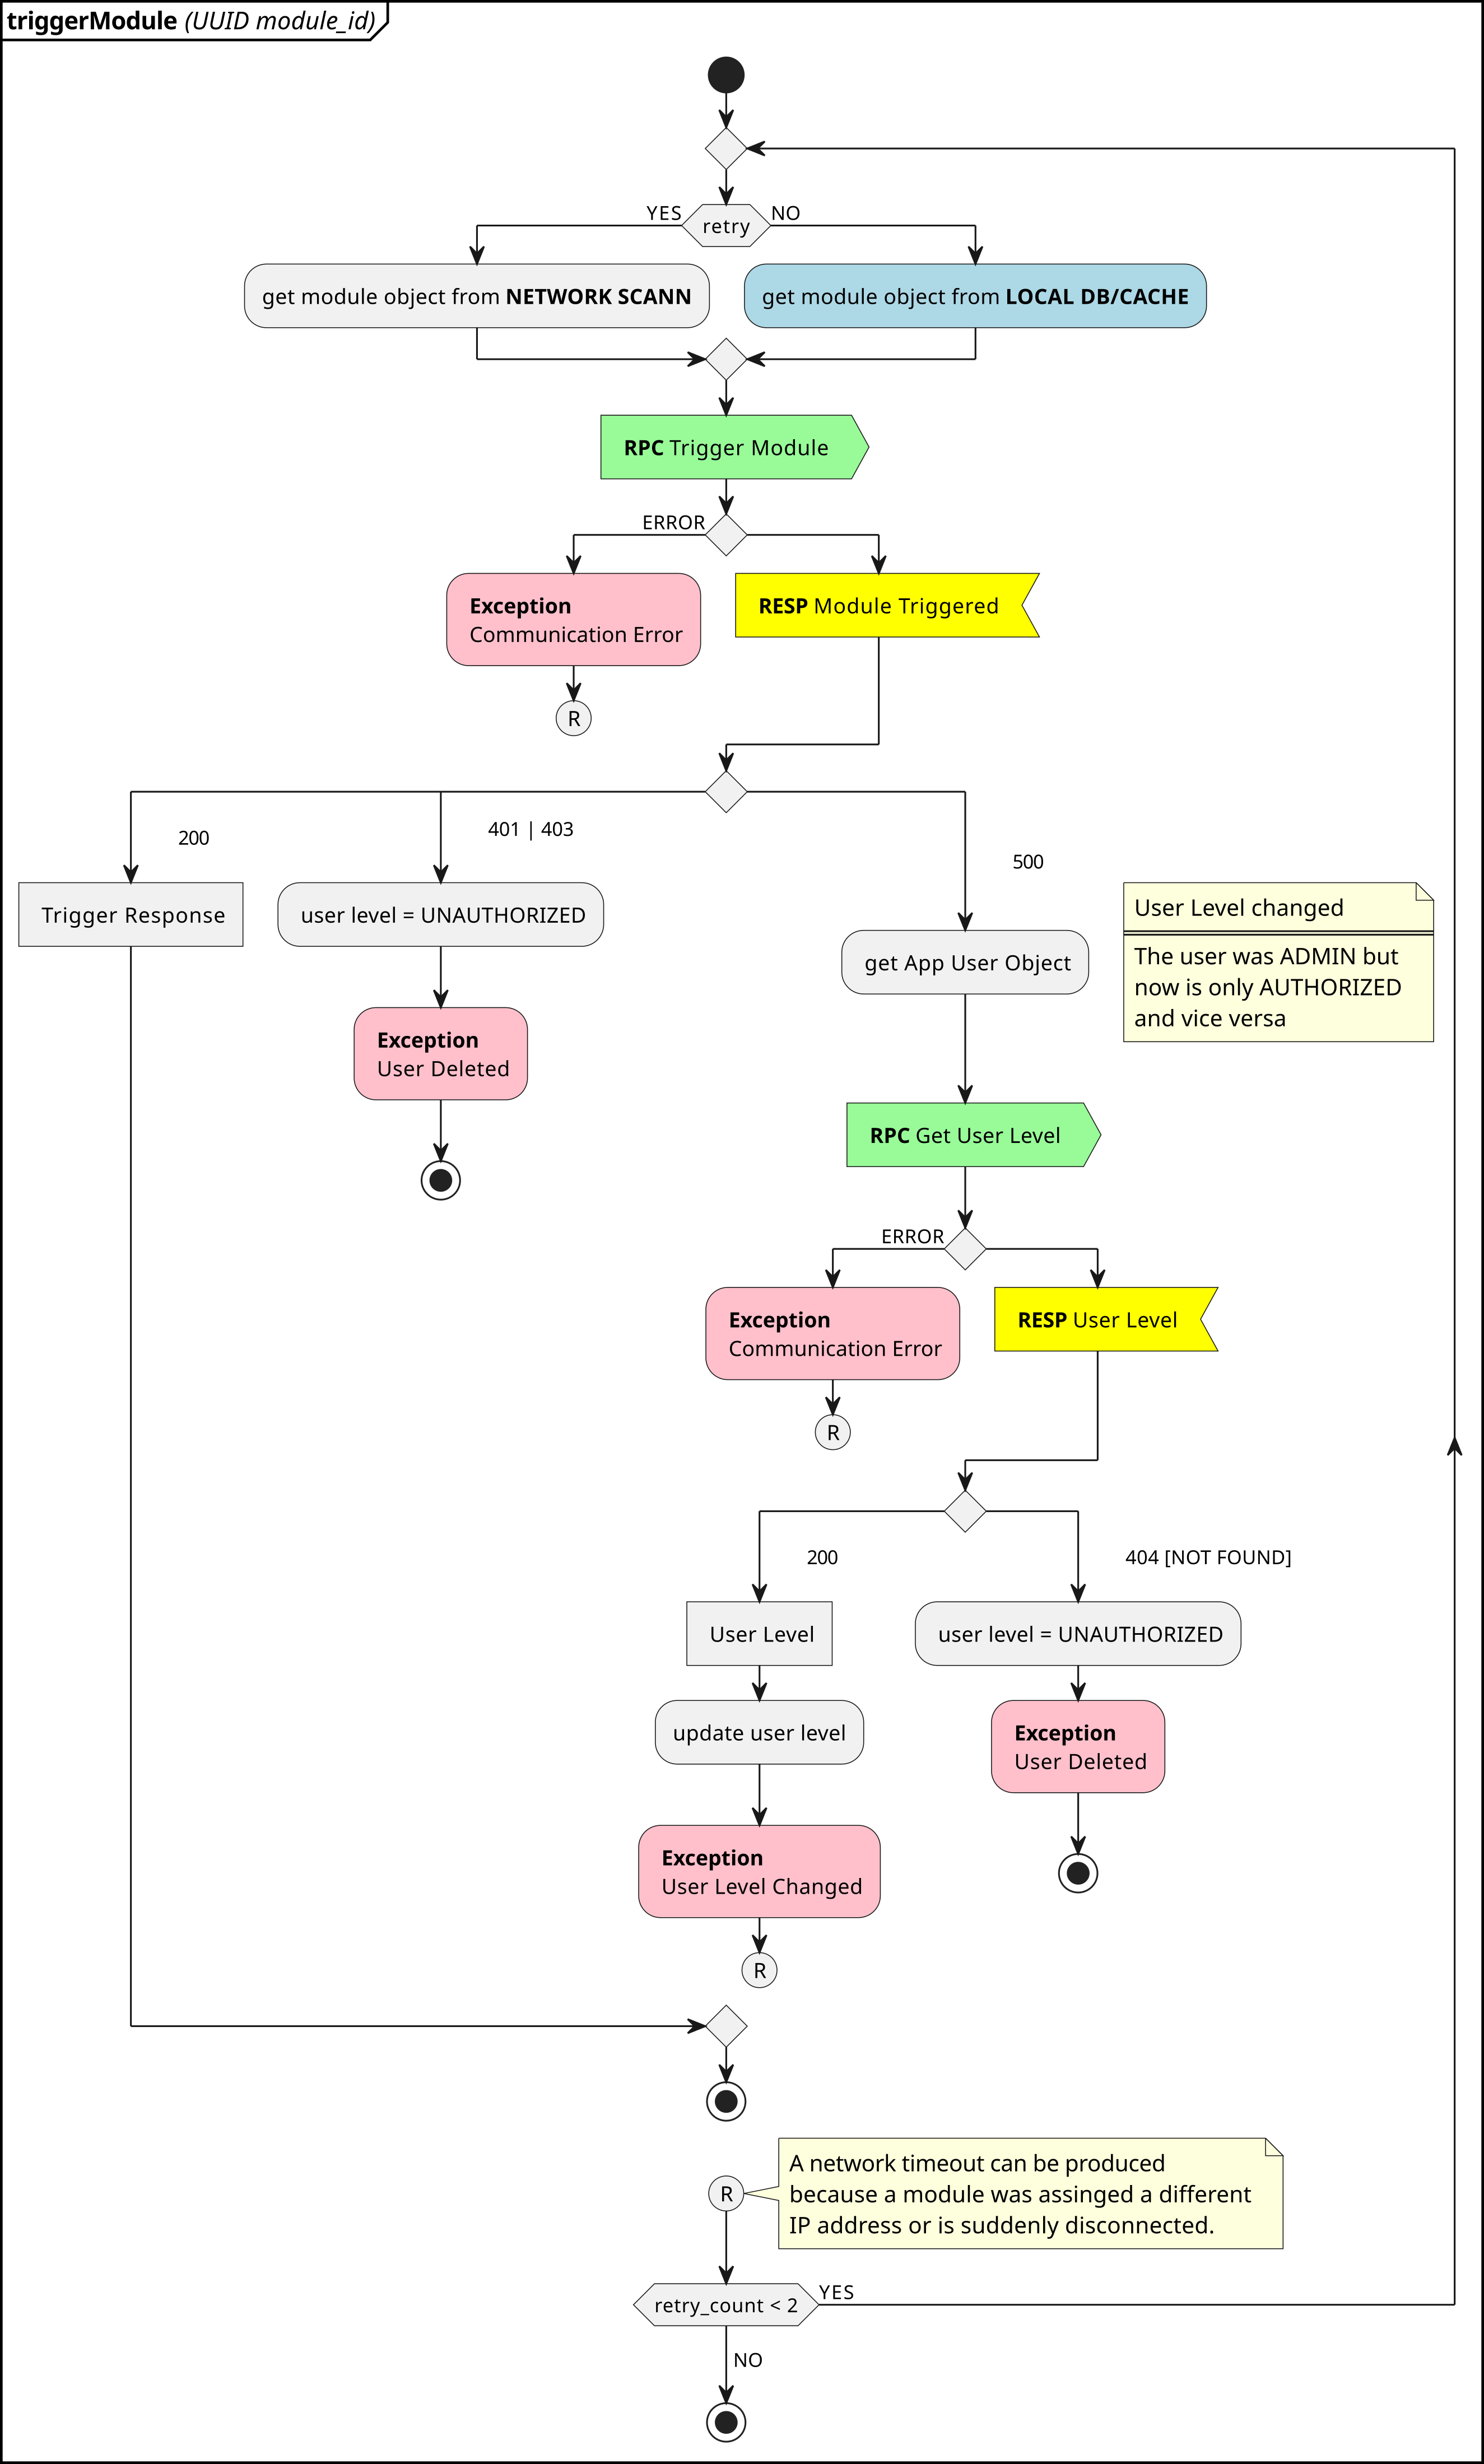 triggerModule (UUID module_id)
YES
retry
NO
get module object from NETWORK SCANN
get module object from LOCAL DB/CACHE
RPC Trigger Module
ERROR
Exception
Communication Error
RESP Module Triggered
R
200
401 | 403
500
Trigger Response
user level = UNAUTHORIZED
get App User Object
User Level changed
The user was ADMIN but
now is only AUTHORIZED
and vice versa
Exception
User Deleted
RPC Get User Level
ERROR
Exception
Communication Error
RESP User Level
R
200
404 [NOT FOUND]
User Level
user level = UNAUTHORIZED
update user level
Exception
User Deleted
Exception
User Level Changed
R
A network timeout can be produced
because a module was assinged a different
IP address or is suddenly disconnected.
R
retry_count < 2
YES
NO